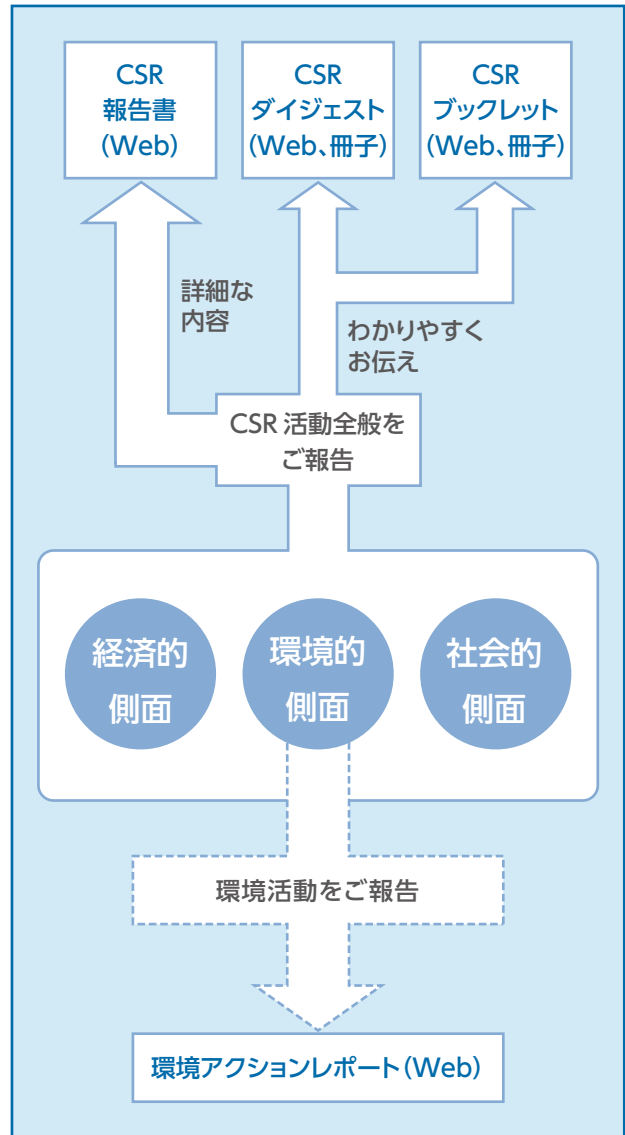 CSR
報告書
(Web)
CSR
ダイジェスト
(Web、冊子)
CSR
ブックレット
(Web、冊子)
詳細な
内容
わかりやすく
お伝え
CSR 活動全般を
ご報告
経済的
側面
環境的
側面
社会的
側面
環境活動をご報告
環境アクションレポート(Web)